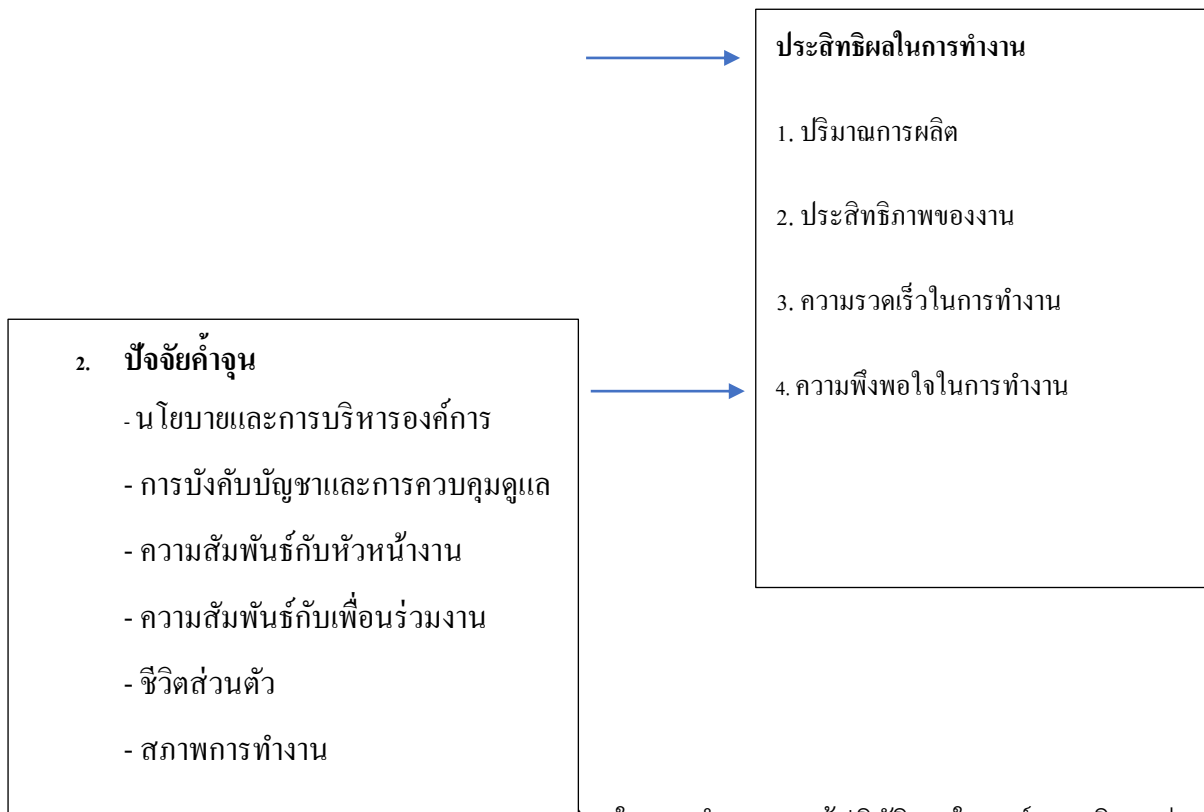 ประสิทธิผลในการทำงาน
1. ปริมาณการผลิต
2. ประสิทธิภาพของงาน
3. ความรวดเร็วในการทำงาน
4. ความพึงพอใจในการทำงาน
2. ปัจจัยค้ำจุน
- นโยบายและการบริหารองค์การ
- การบังคับบัญชาและการควบคุมดูแล
- ความสัมพันธ์กับหัวหน้างาน
- ความสัมพันธ์กับเพื่อนร่วมงาน
- ชีวิตส่วนตัว
- สภาพการทำงาน